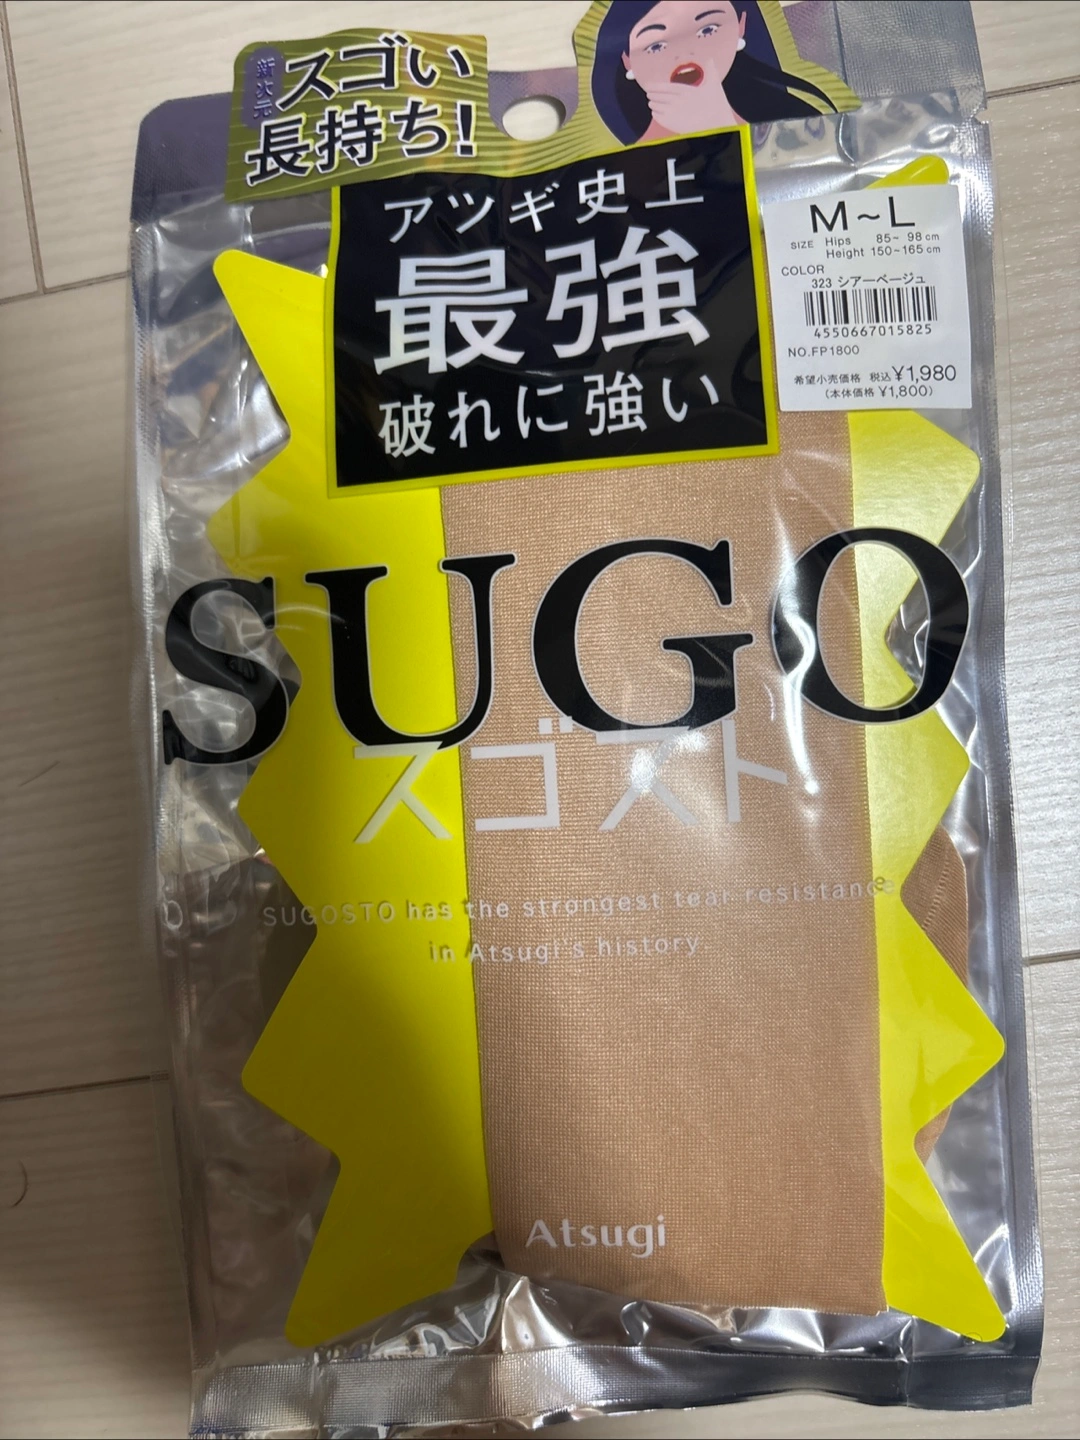 新次元
スゴい
長持ち!
アツギ史上
最強
破れに強い
M~L
SIZE Hips 85~ 98cm
Height 150~165cm
COLOR
323 シアーベージュ
4550667015825
NO.FP1800
希望小売価格 税込¥1,980
(本体価格 ¥1,800)
SUGO
スゴスト
SUGOSTO has the strongest tear resistance
in Atsugi's history
Atsugi